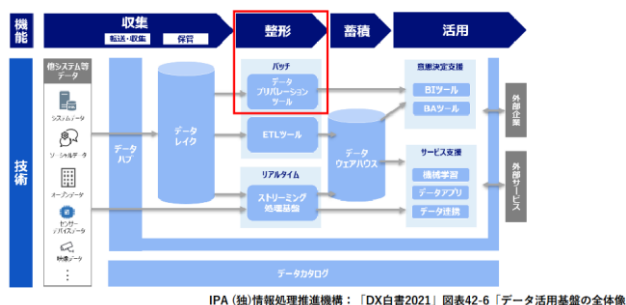 機能
収集
転送・収集
保管
整形
蓄積
活用
技術
他システム等
データ
システムデータ
ソーシャルデータ
オープンデータ
センサー
デバイスデータ
映像データ
データ
ハブ
データ
レイク
バッチ
データ
プリパレーション
ツール
ETLツール
リアルタイム
ストリーミング
処理基盤
データ
ウェアハウス
意思決定支援
BIツール
BAツール
サービス支援
機械学習
データアプリ
データ連携
外部企業
外部サービス
データカタログ
IPA (独)情報処理推進機構：「DX白書2021」図表42-6「データ活用基盤の全体像